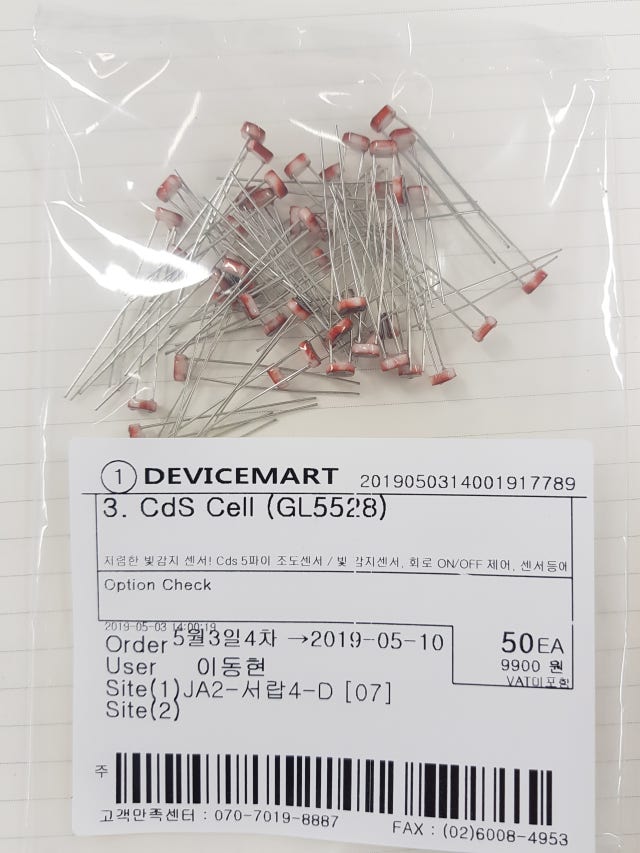 1 DEVICEMART 2019050314001917789
3. CdS Cell (GL5528)
저렴한 빛감지 센서! Cds 5파이 조도센서 / 빛 감지센서, 회로 ON/OFF 제어, 센서등에
Option Check
2019-05-03 14:00:19
Order 5월3일4차 →2019-05-10
50EA
User 이동현
9900 원
Site(1) JA2-서랍4-D [07]
VAT미포함
Site(2)
주
고객만족센터 : 070-7019-8887
FAX : (02)6008-4953